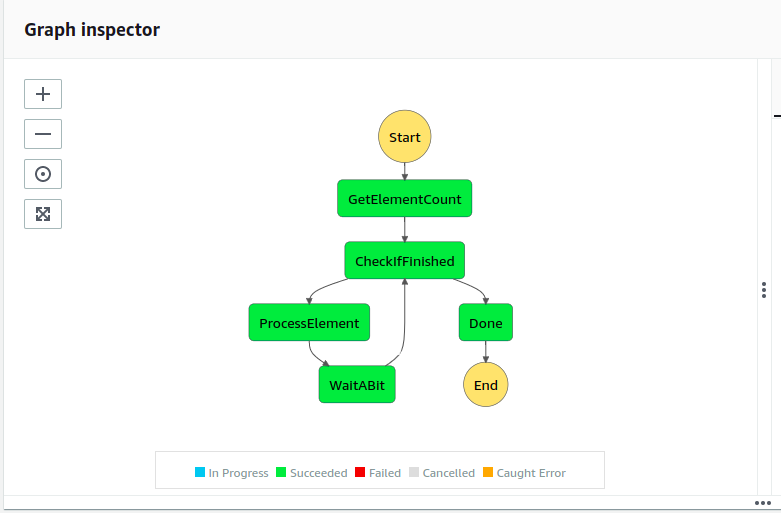 Graph inspector
Start
GetElementCount
CheckIfFinished
ProcessElement
Done
WaitABit
End
In Progress Succeeded Failed Cancelled Caught Error